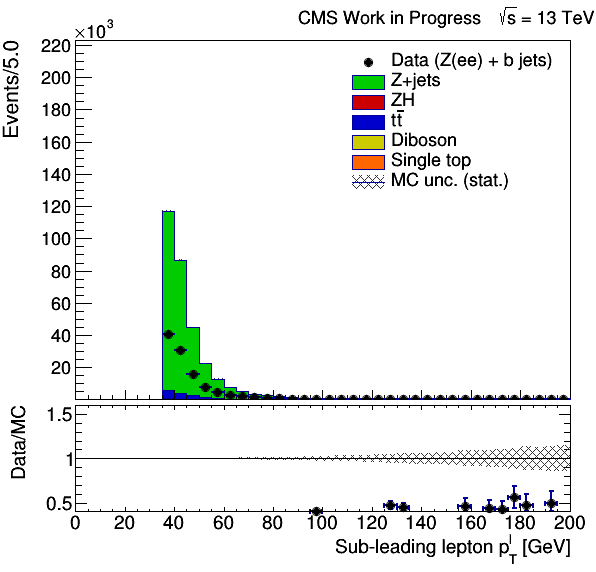 CMS Work in Progress √s = 13 TeV
×10³
Events/5.0
220
200
180
160
140
120
100
80
60
40
20
Data (Z(ee) + b jets)
Z+jets
ZH
tt̅
Diboson
Single top
MC unc. (stat.)
Data/MC
1.5
1
0.5
0 20 40 60 80 100 120 140 160 180 200
Sub-leading lepton p_T^l [GeV]